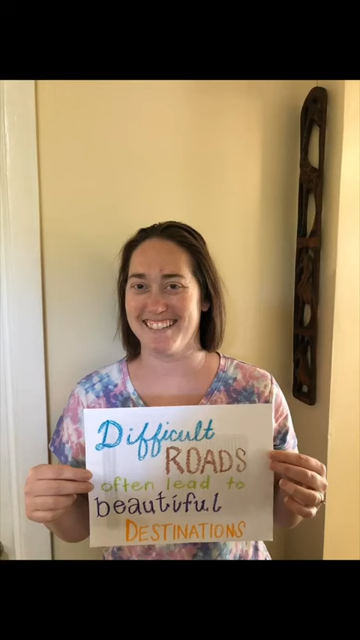 Difficult
ROADS
often lead to
beautiful
DESTINATIONS